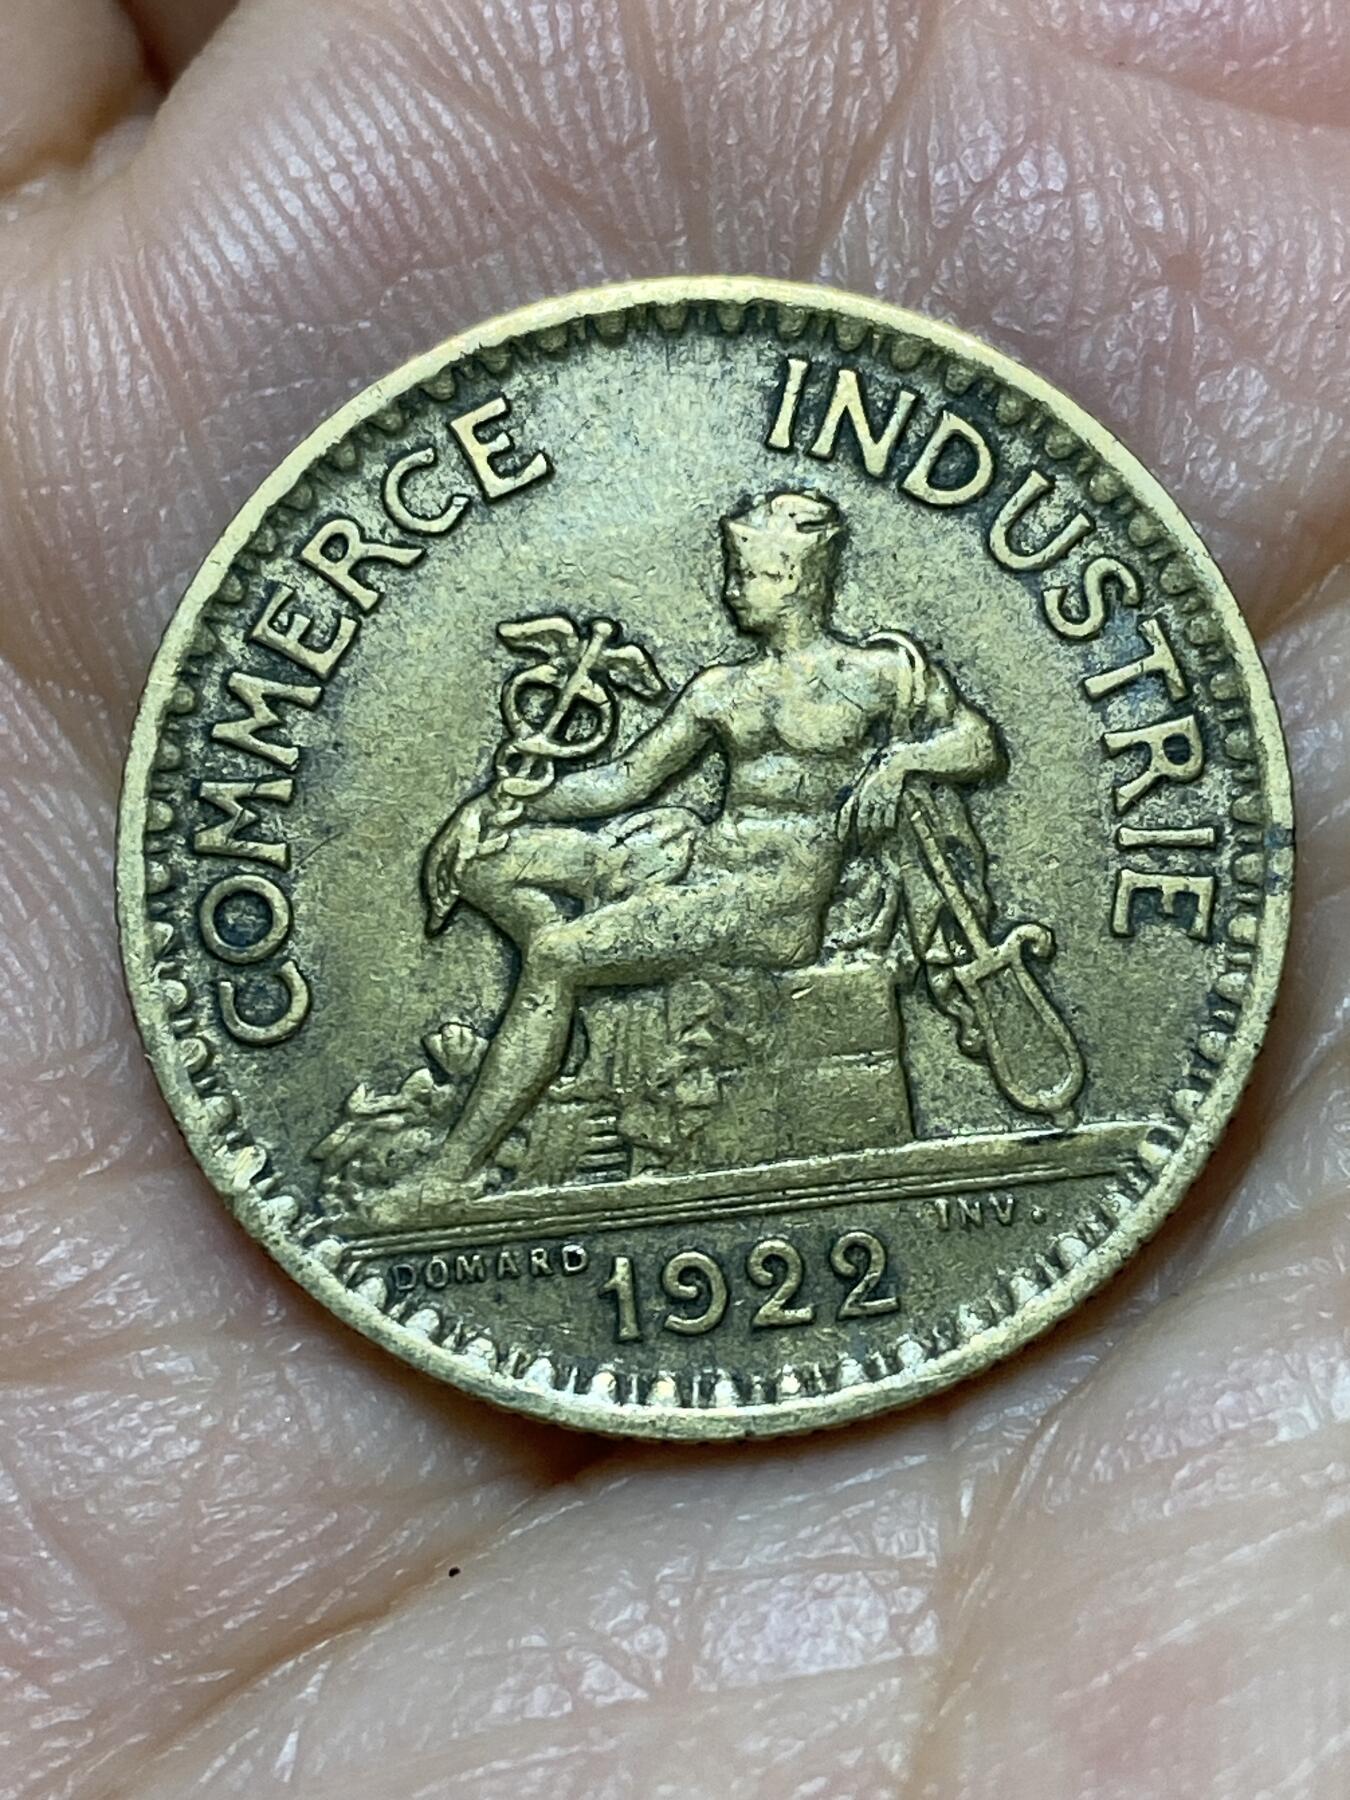 COMMERCE INDUSTRIE
DOMARD INV.
1922